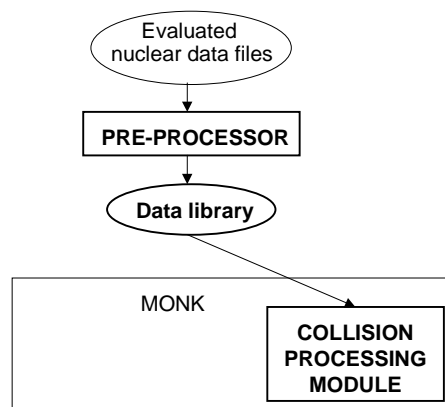 Evaluated
nuclear data files
PRE-PROCESSOR
Data library
MONK
COLLISION
PROCESSING
MODULE